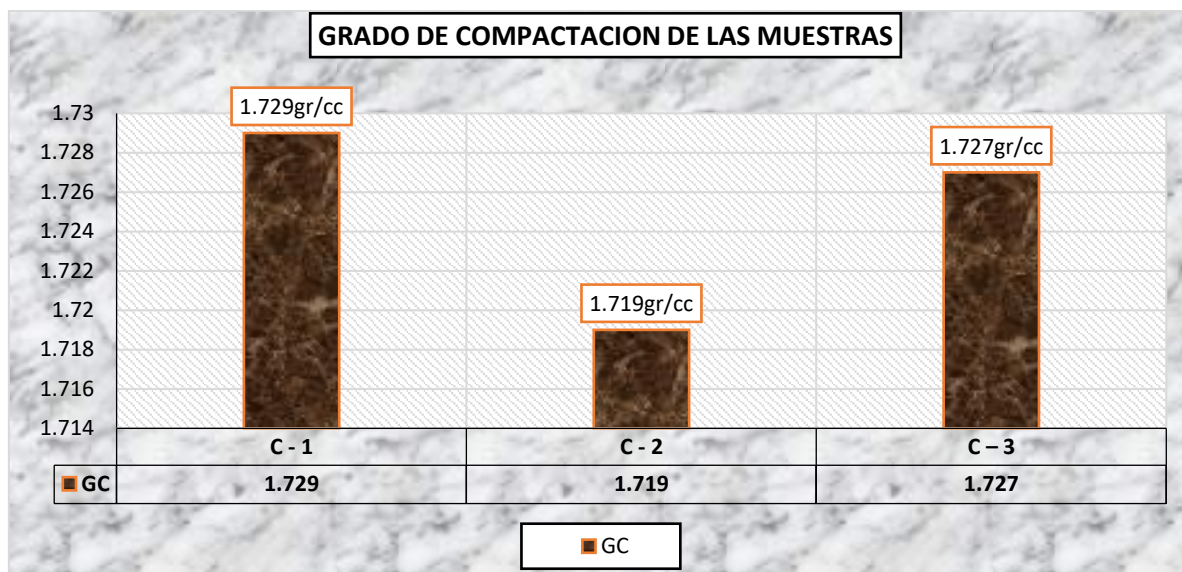 GRADO DE COMPACTACION DE LAS MUESTRAS
1.729gr/cc
1.719gr/cc
1.727gr/cc
1.73
1.728
1.726
1.724
1.722
1.72
1.718
1.716
1.714
C - 1 C - 2 C – 3
GC 1.729 1.719 1.727
GC